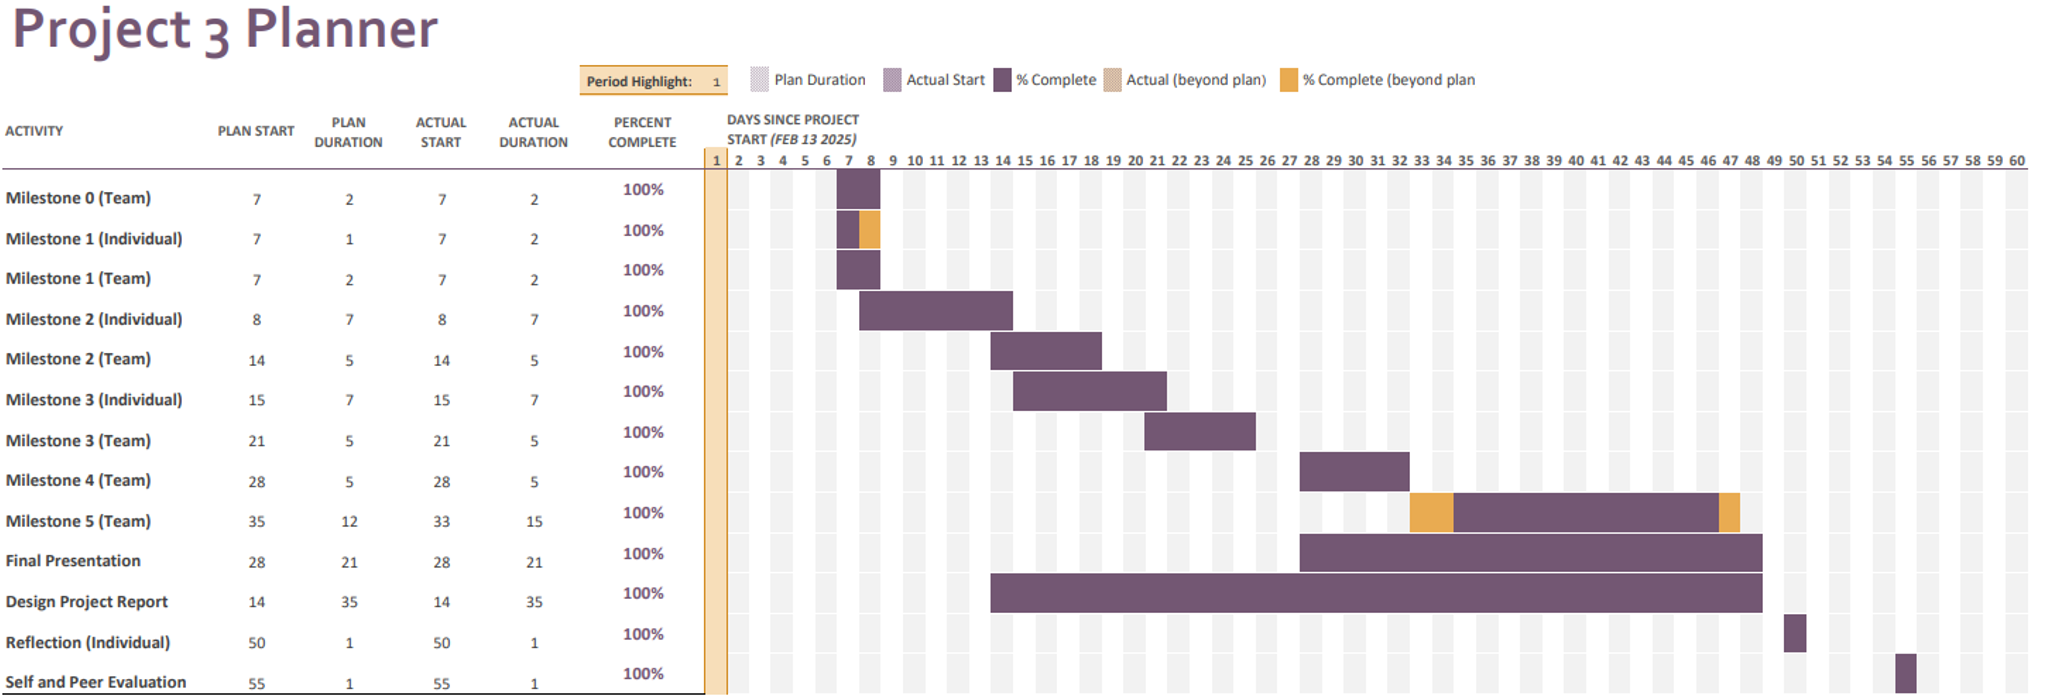 Project 3 Planner
Period Highlight: 1 Plan Duration Actual Start % Complete Actual (beyond plan) % Complete (beyond plan
ACTIVITY PLAN START PLAN DURATION ACTUAL START ACTUAL DURATION PERCENT COMPLETE DAYS SINCE PROJECT START (FEB 13 2025)
1 2 3 4 5 6 7 8 9 10 11 12 13 14 15 16 17 18 19 20 21 22 23 24 25 26 27 28 29 30 31 32 33 34 35 36 37 38 39 40 41 42 43 44 45 46 47 48 49 50 51 52 53 54 55 56 57 58 59 60
Milestone 0 (Team) 7 2 7 2 100%
Milestone 1 (Individual) 7 1 7 2 100%
Milestone 1 (Team) 7 2 7 2 100%
Milestone 2 (Individual) 8 7 8 7 100%
Milestone 2 (Team) 14 5 14 5 100%
Milestone 3 (Individual) 15 7 15 7 100%
Milestone 3 (Team) 21 5 21 5 100%
Milestone 4 (Team) 28 5 28 5 100%
Milestone 5 (Team) 35 12 33 15 100%
Final Presentation 28 21 28 21 100%
Design Project Report 14 35 14 35 100%
Reflection (Individual) 50 1 50 1 100%
Self and Peer Evaluation 55 1 55 1 100%